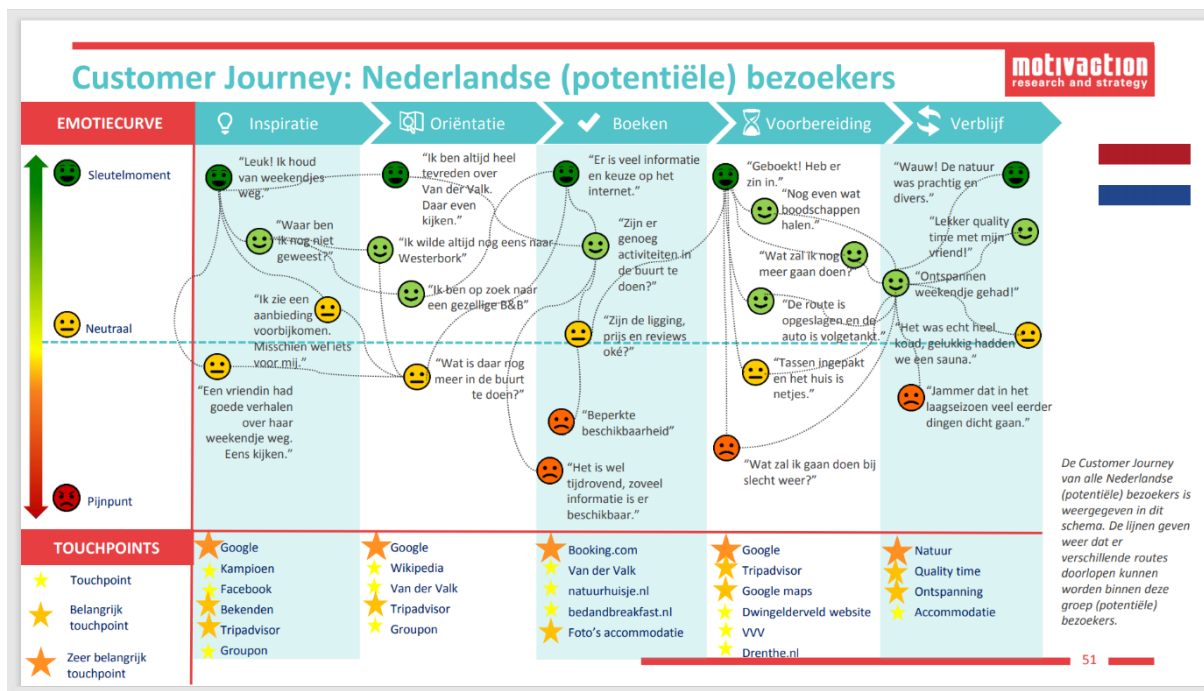 Customer Journey: Nederlandse (potentiële) bezoekers
motivaction
research and strategy
EMOTIECURVE
Inspiratie
Oriëntatie
Boeken
Voorbereiding
Verblijf
Sleutelmoment
Neutraal
Pijnpunt
“Leuk! Ik houd
van weekendjes
weg.”
“Waar ben
ik nog niet
geweest?”
“Ik zie een
aanbieding
voorbijkomen.
Misschien wel iets
voor mij.”
“Een vriendin had
goede verhalen
over haar
weekendje weg.
Eens kijken.”
“Ik ben altijd heel
tevreden over
Van der Valk.
Daar even
kijken.”
“Ik wilde altijd nog eens naar
Westerbork”
“Ik ben op zoek naar
een gezellige B&B”
“Wat is daar nog
meer in de buurt
te doen?”
“Er is veel informatie
en keuze op het
internet.”
“Zijn er
genoeg
activiteiten in
de buurt te
doen?”
“Zijn de ligging,
prijs en reviews
oké?”
“Beperkte
beschikbaarheid”
“Het is wel
tijdrovend, zoveel
informatie is er
beschikbaar.”
“Geboekt! Heb er
zin in.”
“Nog even wat
boodschappen
halen.”
“Wat zal ik nog
meer gaan doen?”
“De route is
opgeslagen en de
auto is volgetankt.”
“Tassen ingepakt
en het huis is
netjes.”
“Wat zal ik gaan doen bij
slecht weer?”
“Wauw! De natuur
was prachtig en
divers.”
“Lekker quality
time met mijn
vriend!”
“Ontspannen
weekendje gehad!”
“Het was echt heel
koud, gelukkig hadden
we een sauna.”
“Jammer dat in het
laagseizoen veel eerder
dingen dicht gaan.”
De Customer Journey
van alle Nederlandse
(potentiële) bezoekers is
weergegeven in dit
schema. De lijnen geven
weer dat er
verschillende routes
doorlopen kunnen
worden binnen deze
groep (potentiële)
bezoekers.
TOUCHPOINTS
Touchpoint
Belangrijk
touchpoint
Zeer belangrijk
touchpoint
Google
Kampioen
Facebook
Bekenden
Tripadvisor
Groupon
Google
Wikipedia
Van der Valk
Tripadvisor
Groupon
Booking.com
Van der Valk
natuurhuisje.nl
bedandbreakfast.nl
Foto’s accommodatie
Google
Tripadvisor
Google maps
Dwingelderveld website
VVV
Drenthe.nl
Natuur
Quality time
Ontspanning
Accommodatie
51